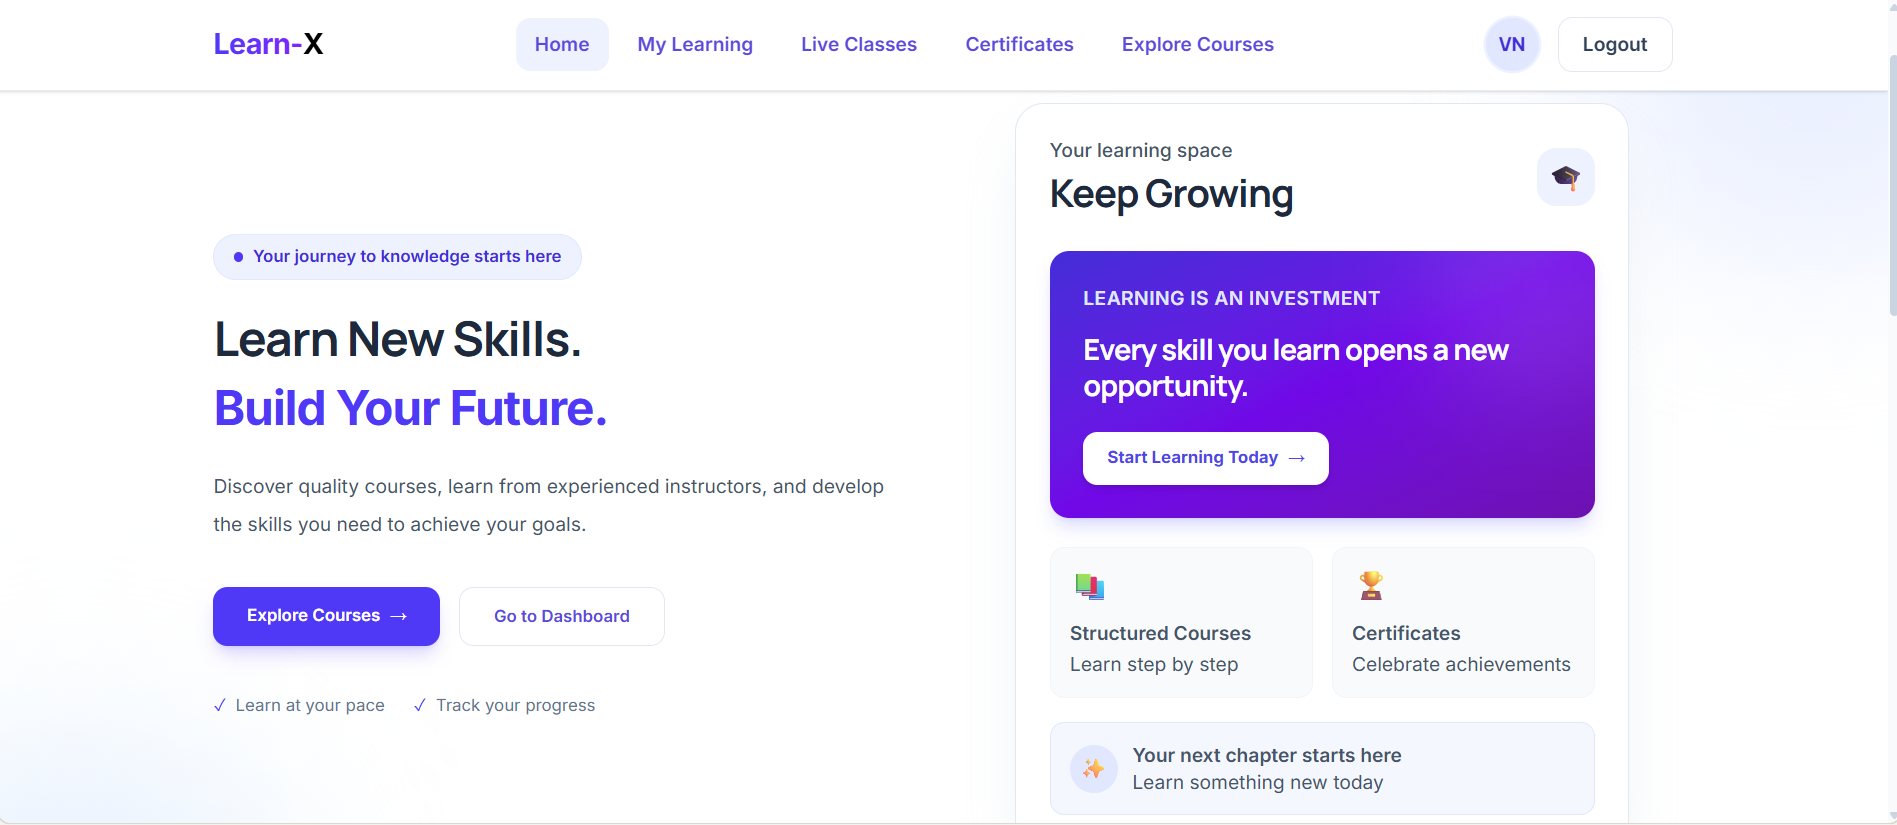 Learn-X
Home
My Learning
Live Classes
Certificates
Explore Courses
VN
Logout
Your journey to knowledge starts here
Learn New Skills.
Build Your Future.
Discover quality courses, learn from experienced instructors, and develop
the skills you need to achieve your goals.
Explore Courses →
Go to Dashboard
✓ Learn at your pace
✓ Track your progress
Your learning space
Keep Growing
LEARNING IS AN INVESTMENT
Every skill you learn opens a new
opportunity.
Start Learning Today →
Structured Courses
Learn step by step
Certificates
Celebrate achievements
Your next chapter starts here
Learn something new today